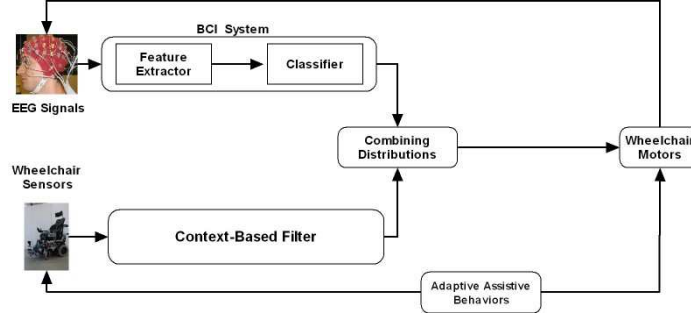 BCI System
Feature
Extractor
Classifier
EEG Signals
Combining
Distributions
Wheelchair
Motors
Wheelchair
Sensors
Context-Based Filter
Adaptive Assistive
Behaviors